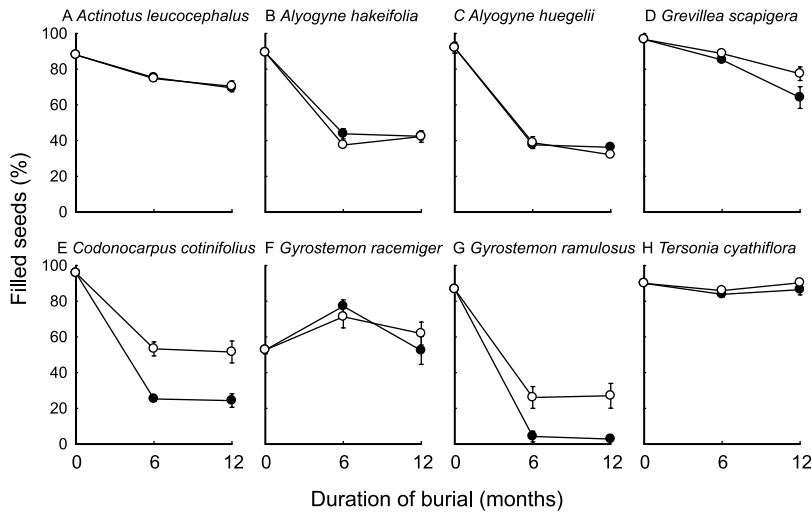 A Actinotus leucocephalus B Alyogyne hakeifolia C Alyogyne huegelii D Grevillea scapigera
100
80
60
40
20
0
Filled seeds (%)
E Codonocarpus cotinifolius F Gyrostemon racemiger G Gyrostemon ramulosus H Tersonia cyathiflora
100
80
60
40
20
0
0 6 12 0 6 12 0 6 12 0 6 12
Duration of burial (months)